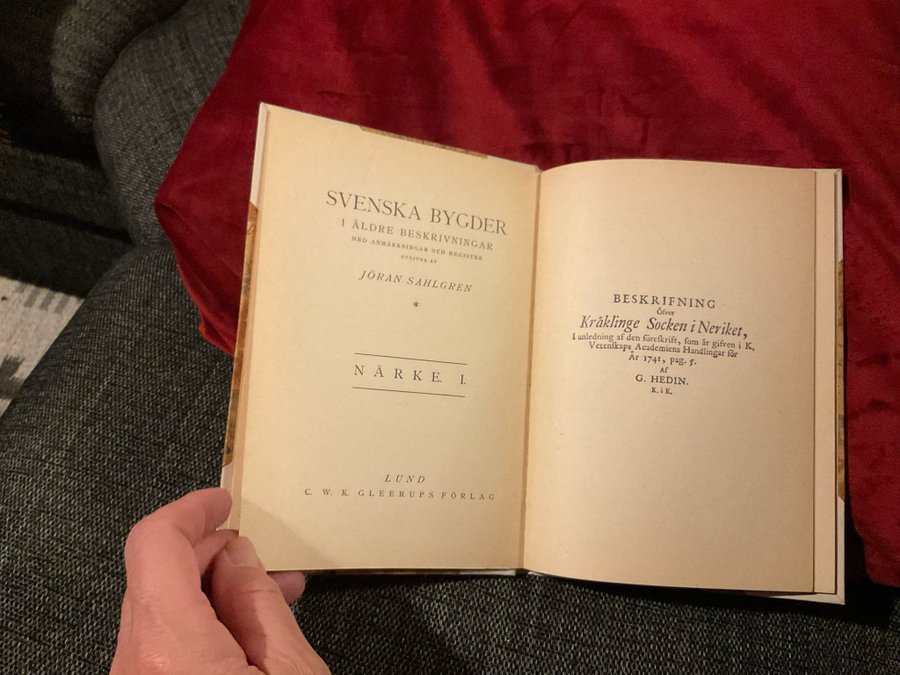 SVENSKA BYGDER
I ÄLDRE BESKRIVNINGAR
MED ANMÄRKNINGAR OCH REGISTER
UTGIVNA AV
JÖRAN SAHLGREN
*
NÄRKE. I.
LUND
C. W. K. GLEERUPS FÖRLAG
BESKRIFNING
Öfver
Kräklinge Socken i Neriket,
I anledning af den föreskrift, som är gifven i K.
Vetenskaps Academiens Handlingar för
År 1741, pag. 5.
Af
G. HEDIN.
K. i K.